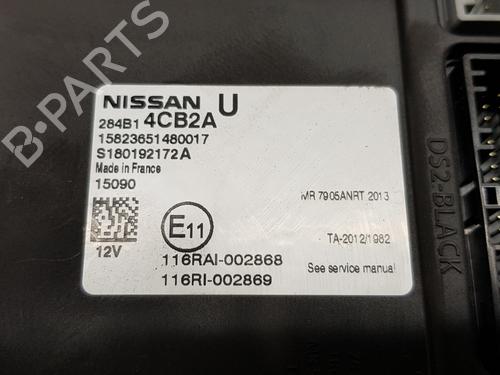 NISSAN U
284B1 4CB2A
15823651480017
S180192172A
Made in France
15090
MR 7905ANRT 2013
E11
TA-2012/1982
12V
116RAI-002868
See service manual
116RI-002869
DS2-BLACK
B-PARTS